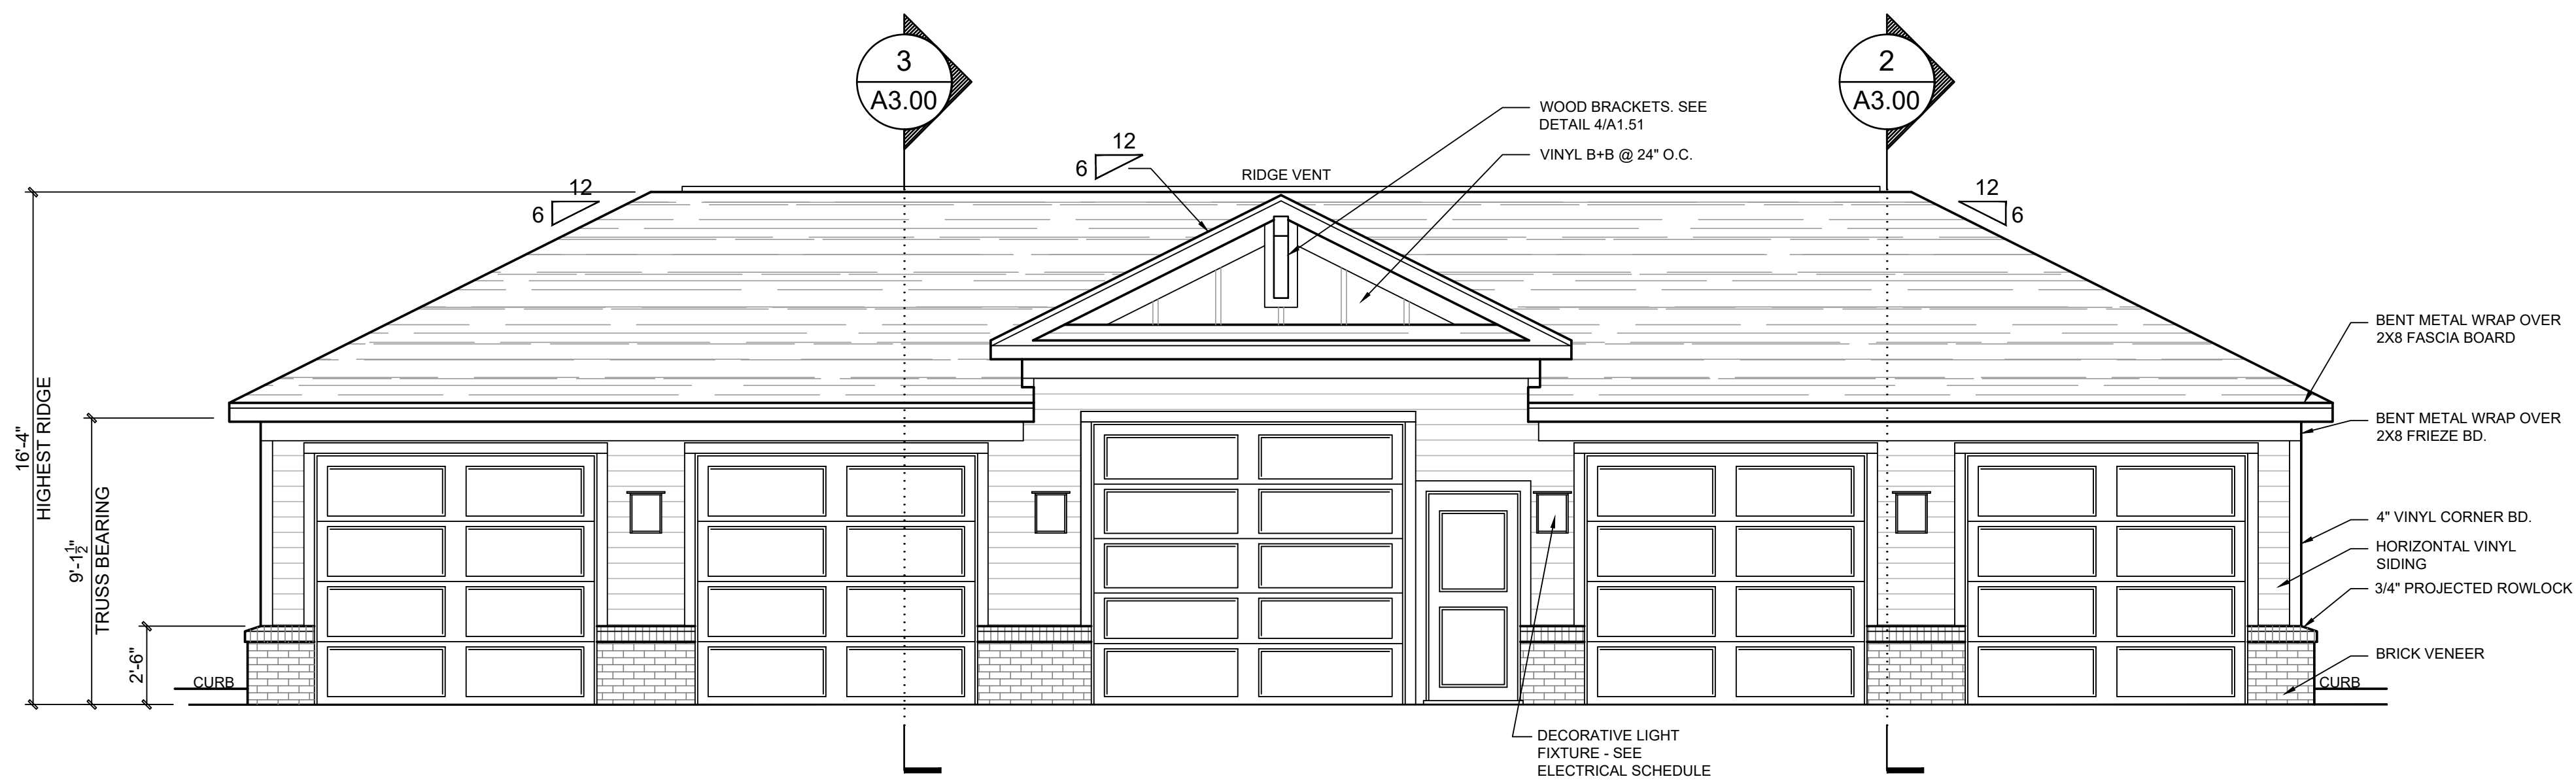 3
A3.00
2
A3.00
WOOD BRACKETS. SEE
DETAIL 4/A1.51
VINYL B+B @ 24" O.C.
12
6
RIDGE VENT
12
6
12
6
BENT METAL WRAP OVER
2X8 FASCIA BOARD
BENT METAL WRAP OVER
2X8 FRIEZE BD.
4" VINYL CORNER BD.
HORIZONTAL VINYL
SIDING
3/4" PROJECTED ROWLOCK
BRICK VENEER
CURB
16'-4"
HIGHEST RIDGE
9'-1 1/2"
TRUSS BEARING
2'-6"
CURB
DECORATIVE LIGHT
FIXTURE - SEE
ELECTRICAL SCHEDULE